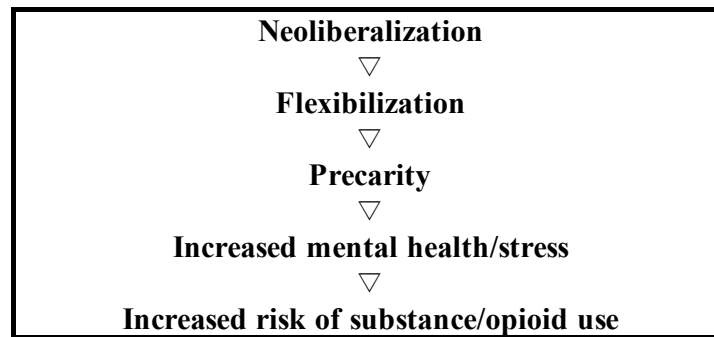 Neoliberalization
▽
Flexibilization
▽
Precarity
▽
Increased mental health/stress
▽
Increased risk of substance/opioid use